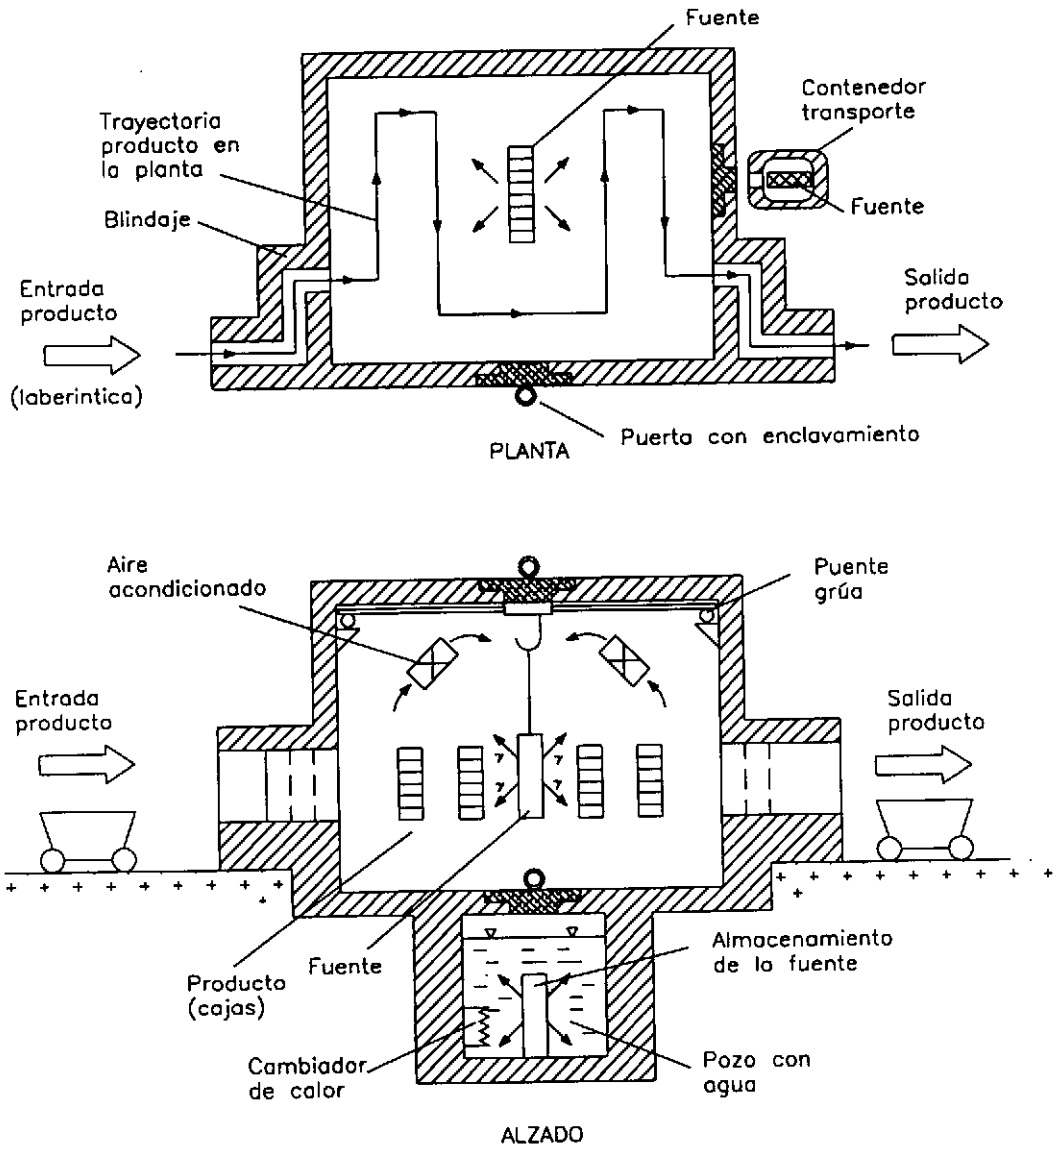 Fuente
Contenedor
transporte
Trayectoria
producto en
la planta
Fuente
Blindaje
Entrada
producto
Salida
producto
(laberintica)
Puerta con enclavamiento
PLANTA
Aire
acondicionado
Puente
grúa
Entrada
producto
Salida
producto
γ
γ
γ
γ
Almacenamiento
de la fuente
Fuente
Producto
(cajas)
Cambiador
de calor
Pozo con
agua
ALZADO